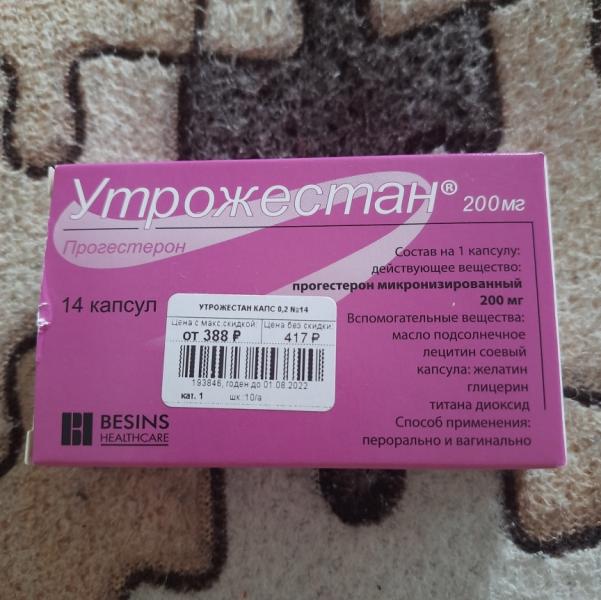 Утрожестан® 200мг
Прогестерон
14 капсул
Состав на 1 капсулу:
действующее вещество:
прогестерон микронизированный
200 мг
Вспомогательные вещества:
масло подсолнечное
лецитин соевый
капсула: желатин
глицерин
титана диоксид
Способ применения:
перорально и вагинально
УТРОЖЕСТАН КАПС 0,2 №14
Цена с макс.скидкой:
от 388 ₽
Цена без скидки:
417 ₽
193846, годен до 01.08.2022
кат. 1
шк :10/а
BESINS
HEALTHCARE